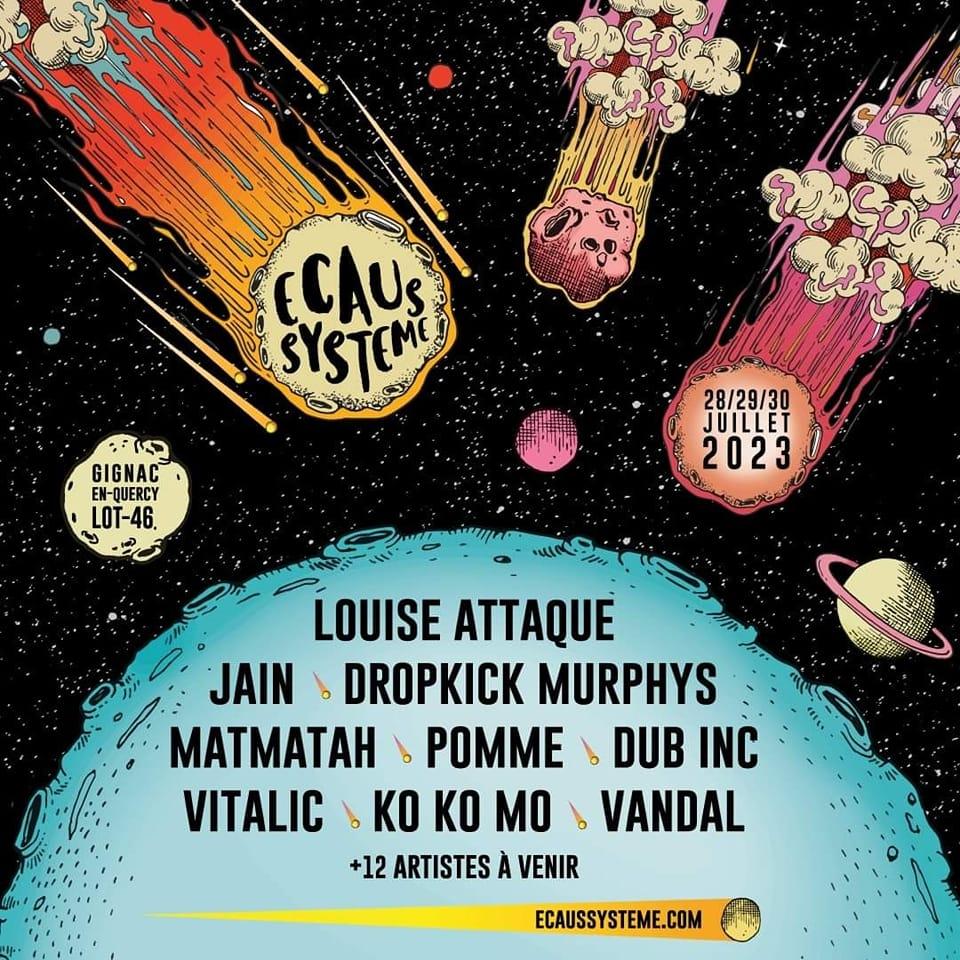 ECAUS
SYSTEME
28/29/30
JUILLET
2023
GIGNAC
EN-QUERCY
LOT-46
LOUISE ATTAQUE
JAIN DROPKICK MURPHYS
MATMATAH POMME DUB INC
VITALIC KO KO MO VANDAL
+12 ARTISTES À VENIR
ECAUSSYSTEME.COM